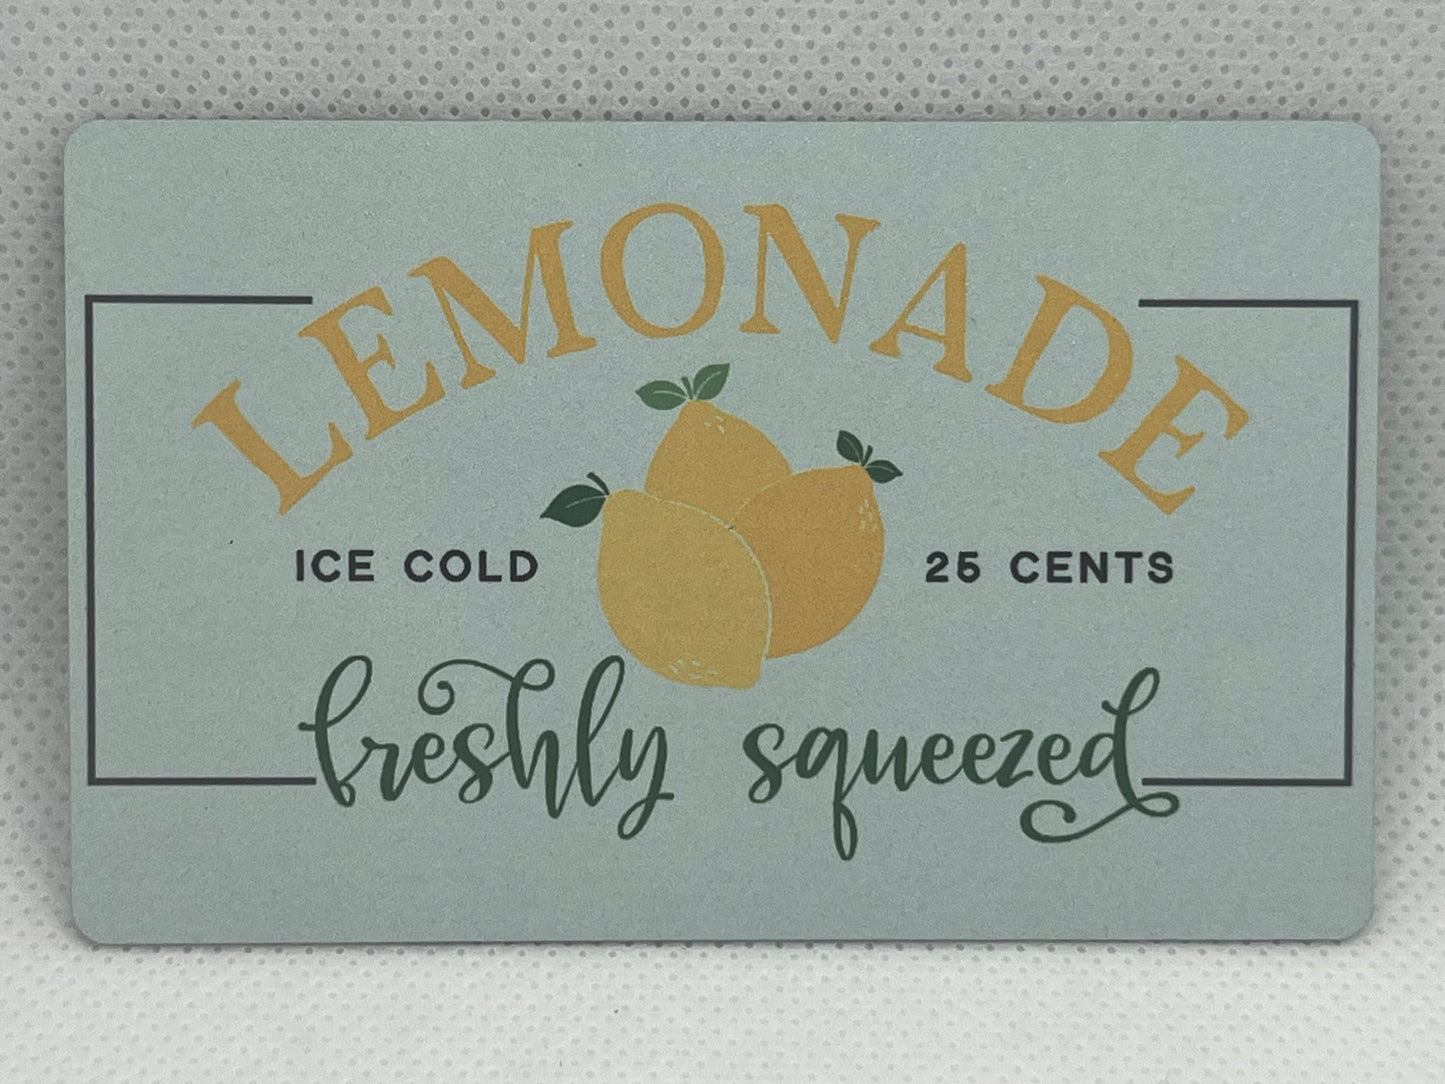 LEMONADE
ICE COLD 25 CENTS
freshly squeezed